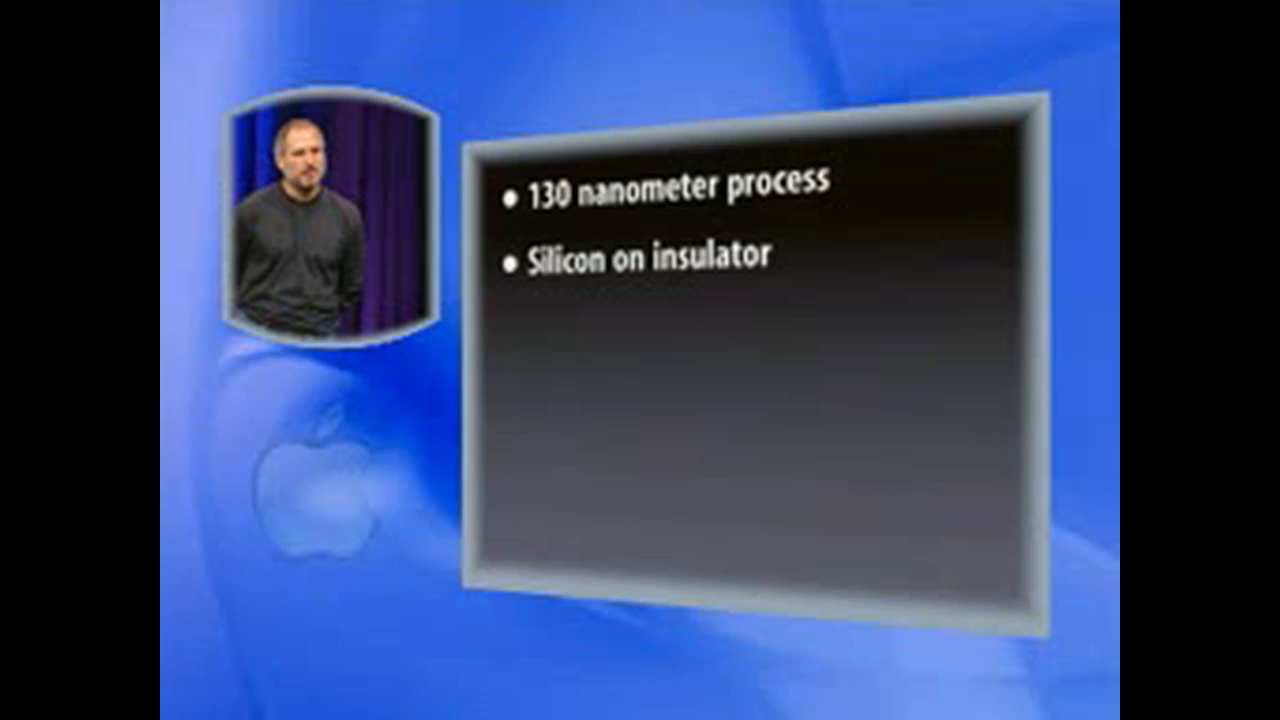 • 130 nanometer process
• Silicon on insulator